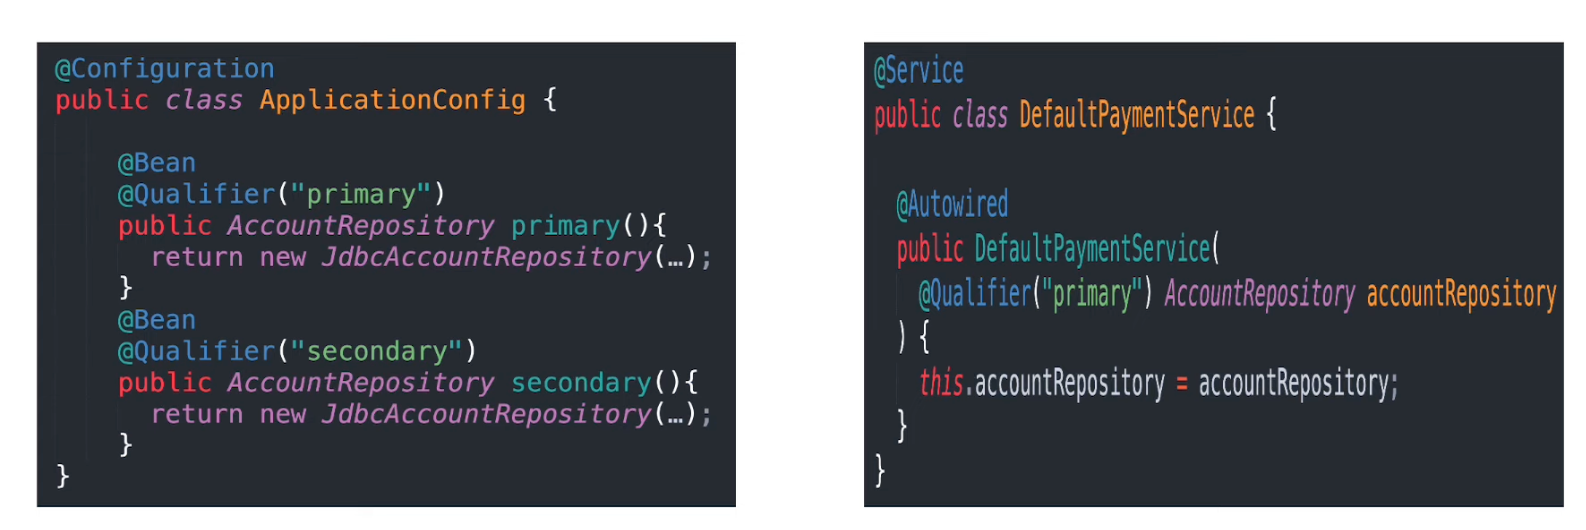 @Configuration
public class ApplicationConfig {
@Bean
@Qualifier("primary")
public AccountRepository primary(){
return new JdbcAccountRepository(…);
}
@Bean
@Qualifier("secondary")
public AccountRepository secondary(){
return new JdbcAccountRepository(…);
}
}
@Service
public class DefaultPaymentService {
@Autowired
public DefaultPaymentService(
@Qualifier("primary") AccountRepository accountRepository
) {
this.accountRepository = accountRepository;
}
}